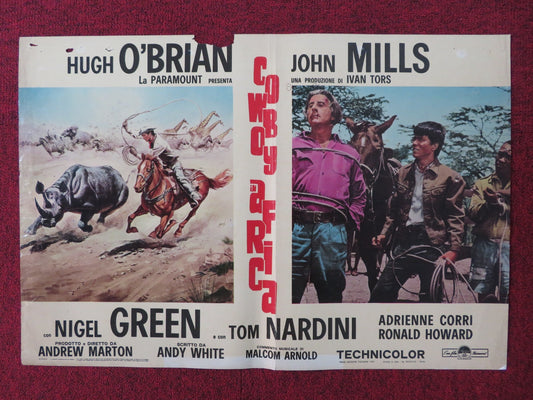 HUGH O'BRIAN
JOHN MILLS
La PARAMOUNT PRESENTA
UNA PRODUZIONE DI IVAN TORS
COWBOY IN AFRICA
con NIGEL GREEN e con TOM NARDINI
ADRIENNE CORRI
RONALD HOWARD
PRODOTTO e DIRETTO DA
ANDREW MARTON
SCRITTO DA
ANDY WHITE
COMMENTO MUSICALE DI
MALCOM ARNOLD
TECHNICOLOR